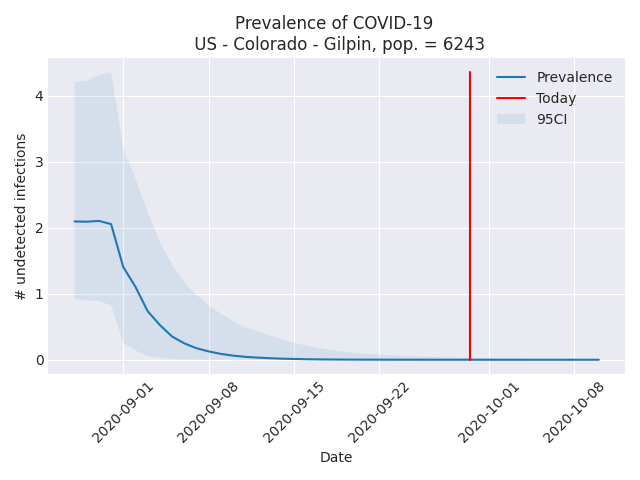 Prevalence of COVID-19
US - Colorado - Gilpin, pop. = 6243
Prevalence
Today
95CI
# undetected infections
4
3
2
1
0
2020-09-01
2020-09-08
2020-09-15
2020-09-22
2020-10-01
2020-10-08
Date